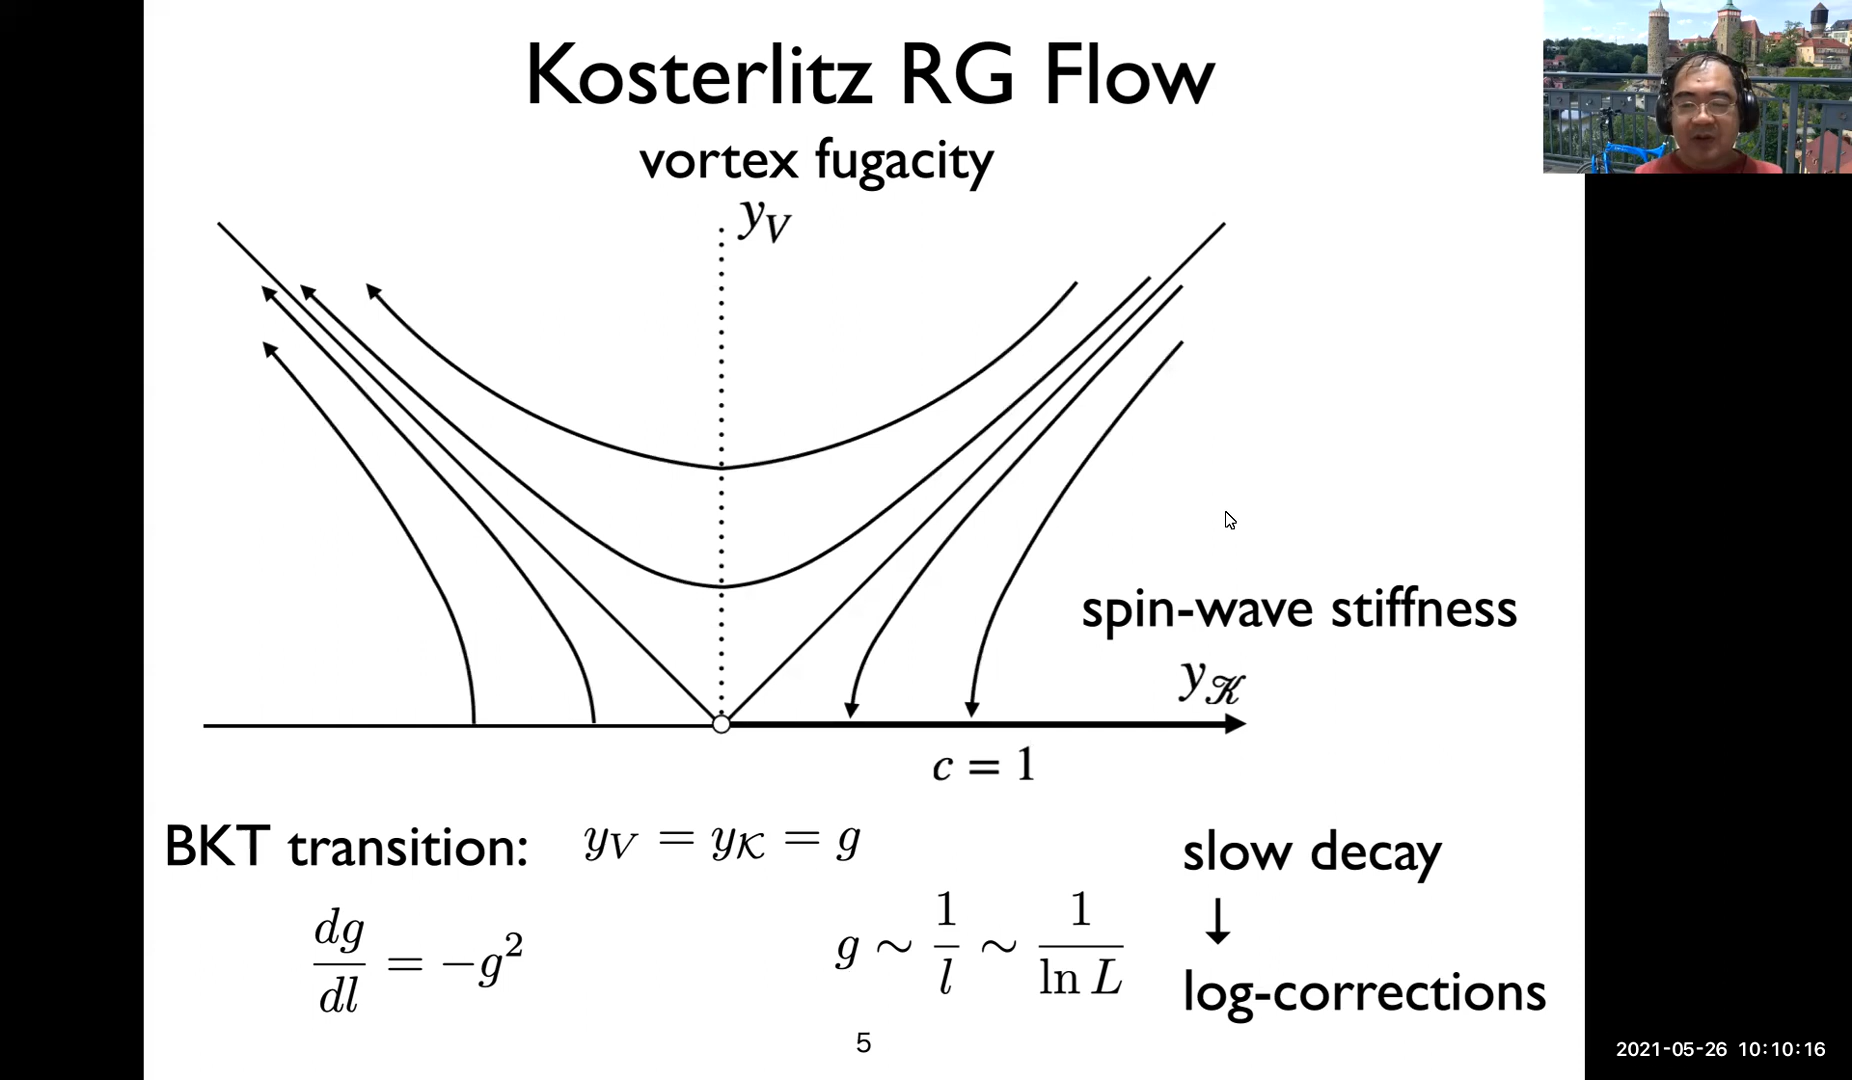 Kosterlitz RG Flow
vortex fugacity
y_V
spin-wave stiffness
y_𝒦
c = 1
BKT transition: y_V = y_𝒦 = g
slow decay
↓
dg/dl = −g²
g ∼ 1/l ∼ 1/ln L
log-corrections
5
2021-05-26 10:10:16